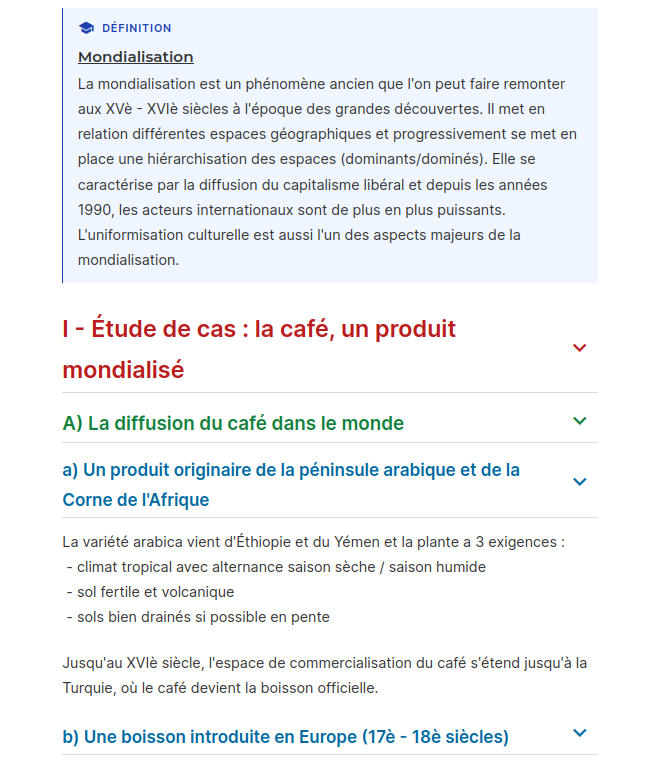 DÉFINITION
Mondialisation
La mondialisation est un phénomène ancien que l'on peut faire remonter
aux XVè - XVIè siècles à l'époque des grandes découvertes. Il met en
relation différentes espaces géographiques et progressivement se met en
place une hiérarchisation des espaces (dominants/dominés). Elle se
caractérise par la diffusion du capitalisme libéral et depuis les années
1990, les acteurs internationaux sont de plus en plus puissants.
L'uniformisation culturelle est aussi l'un des aspects majeurs de la
mondialisation.
I - Étude de cas : la café, un produit
mondialisé
A) La diffusion du café dans le monde
a) Un produit originaire de la péninsule arabique et de la
Corne de l'Afrique
La variété arabica vient d'Éthiopie et du Yémen et la plante a 3 exigences :
- climat tropical avec alternance saison sèche / saison humide
- sol fertile et volcanique
- sols bien drainés si possible en pente
Jusqu'au XVIè siècle, l'espace de commercialisation du café s'étend jusqu'à la
Turquie, où le café devient la boisson officielle.
b) Une boisson introduite en Europe (17è - 18è siècles)